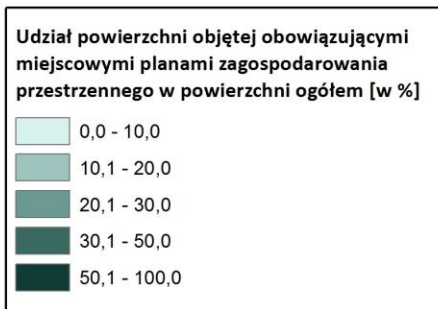 Udział powierzchni objętej obowiązującymi
miejscowymi planami zagospodarowania
przestrzennego w powierzchni ogółem [w %]
0,0 - 10,0
10,1 - 20,0
20,1 - 30,0
30,1 - 50,0
50,1 - 100,0